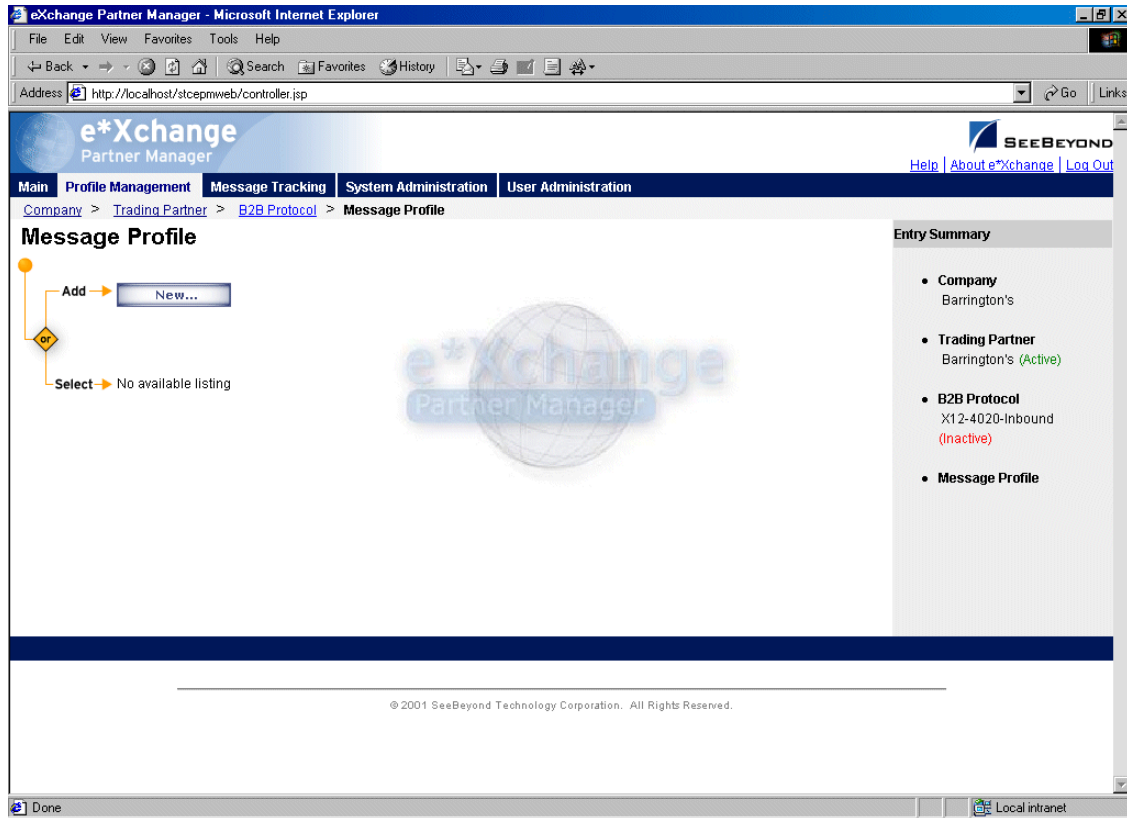 eXchange Partner Manager - Microsoft Internet Explorer
File Edit View Favorites Tools Help
Back Search Favorites History
Address http://localhost/stcepmweb/controller.jsp Go Links
e*Xchange
Partner Manager
SEEBEYOND
Help | About e*Xchange | Log Out
Main Profile Management Message Tracking System Administration User Administration
Company > Trading Partner > B2B Protocol > Message Profile
Message Profile
Entry Summary
Add New...
or
Select No available listing
e*Xchange
Partner Manager
• Company
Barrington's
• Trading Partner
Barrington's (Active)
• B2B Protocol
X12-4020-Inbound
(Inactive)
• Message Profile
© 2001 SeeBeyond Technology Corporation. All Rights Reserved.
Done Local intranet